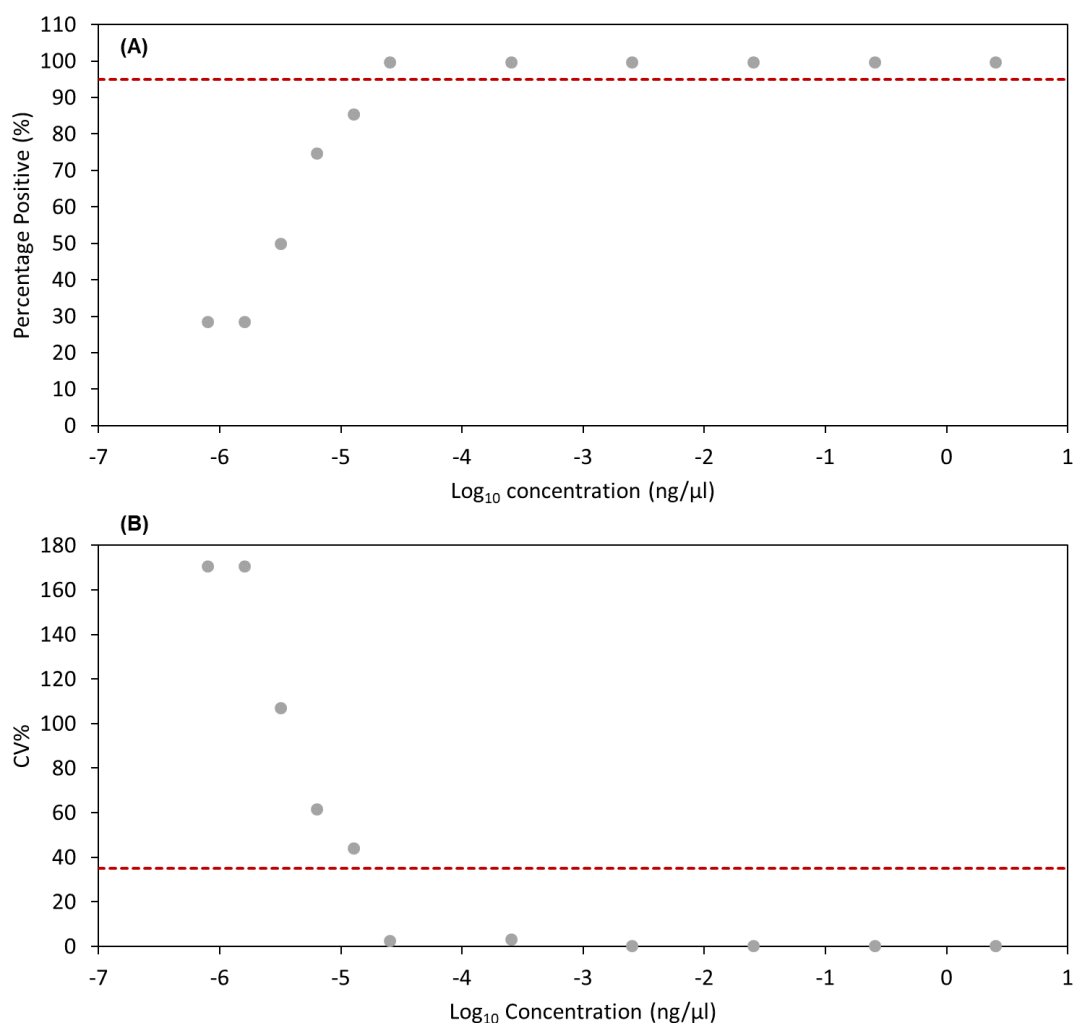 (A)
Percentage Positive (%)
110
100
90
80
70
60
50
40
30
20
10
0
-7 -6 -5 -4 -3 -2 -1 0 1
Log₁₀ concentration (ng/µl)
(B)
CV%
180
160
140
120
100
80
60
40
20
0
-7 -6 -5 -4 -3 -2 -1 0 1
Log₁₀ Concentration (ng/µl)